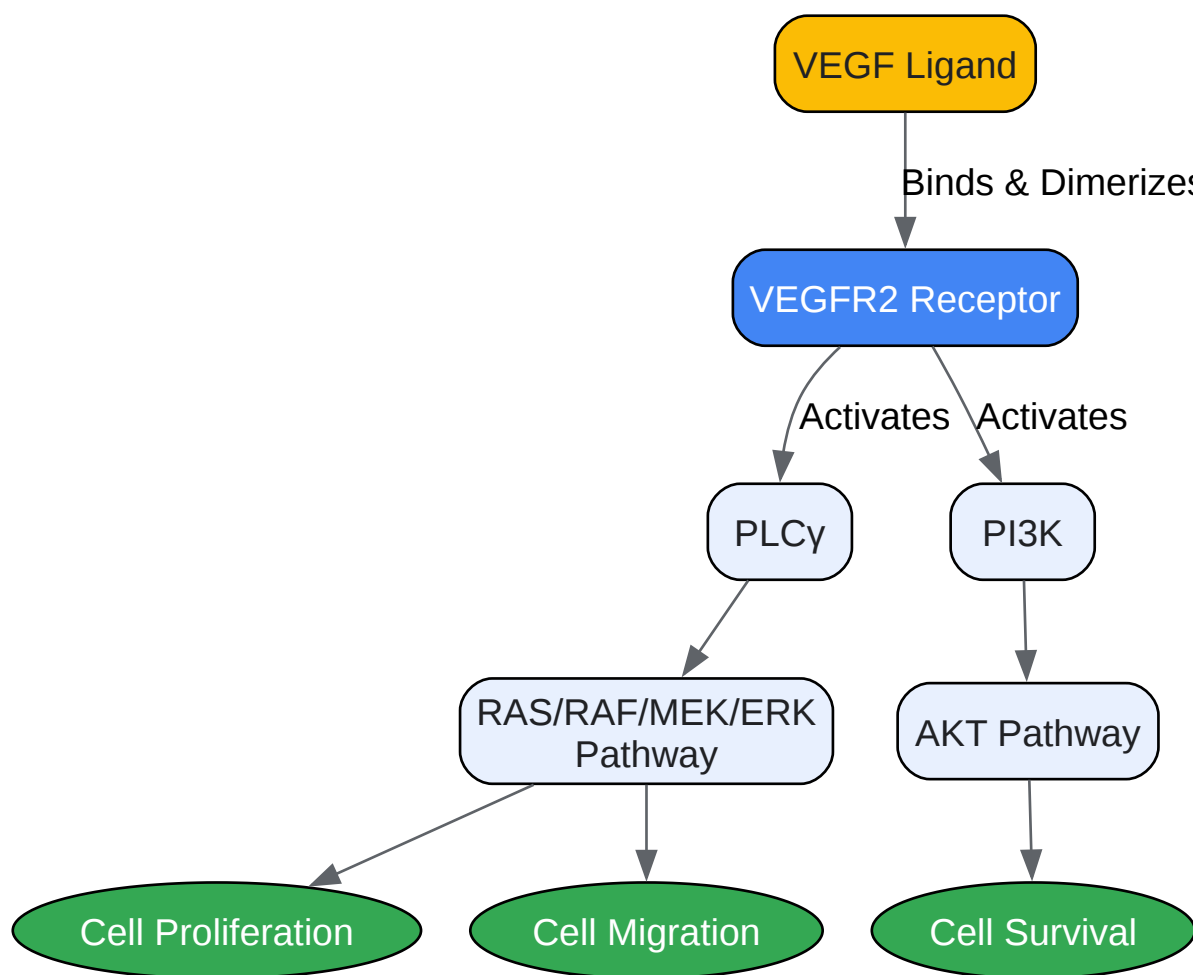 VEGF Ligand
Binds & Dimerizes
VEGFR2 Receptor
Activates
Activates
PLCγ
PI3K
RAS/RAF/MEK/ERK
Pathway
AKT Pathway
Cell Proliferation
Cell Migration
Cell Survival